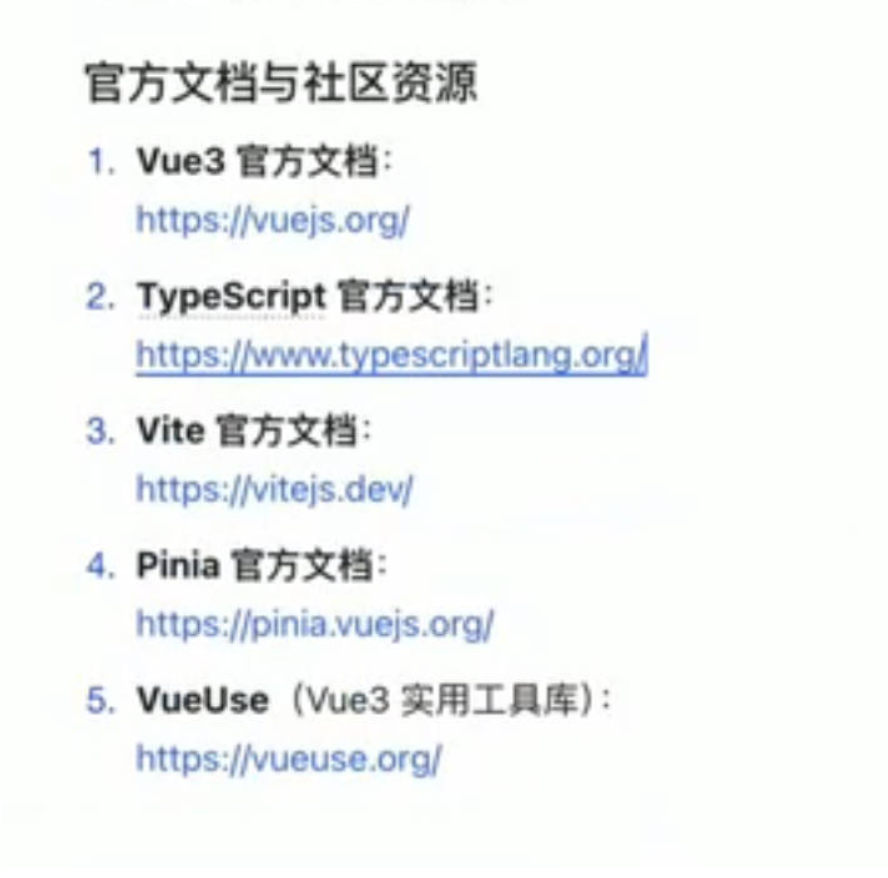 官方文档与社区资源
1. Vue3 官方文档：
https://vuejs.org/
2. TypeScript 官方文档：
https://www.typescriptlang.org/
3. Vite 官方文档：
https://vitejs.dev/
4. Pinia 官方文档：
https://pinia.vuejs.org/
5. VueUse（Vue3 实用工具库）：
https://vueuse.org/